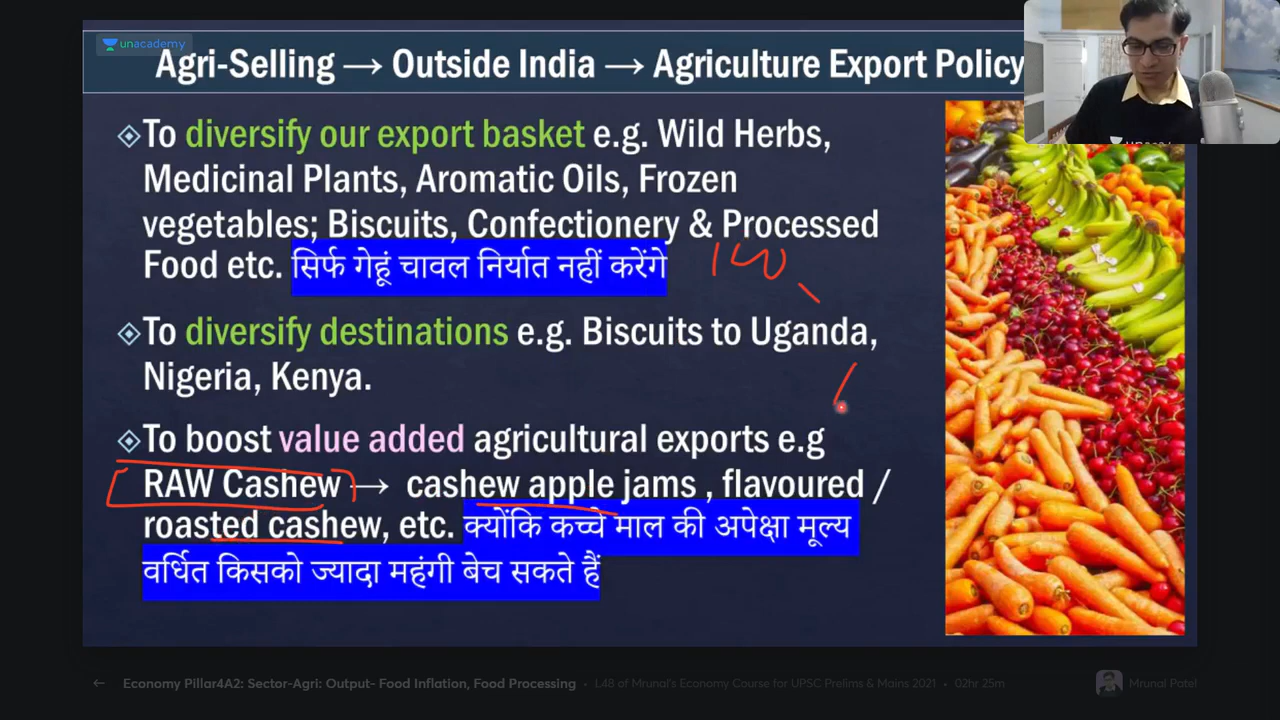 unacademy
Agri-Selling → Outside India → Agriculture Export Policy
To diversify our export basket e.g. Wild Herbs,
Medicinal Plants, Aromatic Oils, Frozen
vegetables; Biscuits, Confectionery & Processed
Food etc. सिर्फ गेहूं चावल निर्यात नहीं करेंगे
To diversify destinations e.g. Biscuits to Uganda,
Nigeria, Kenya.
To boost value added agricultural exports e.g
RAW Cashew → cashew apple jams , flavoured /
roasted cashew, etc. क्योंकि कच्चे माल की अपेक्षा मूल्य
वर्धित किसको ज्यादा महंगी बेच सकते हैं
← Economy Pillar4A2: Sector-Agri: Output- Food Inflation, Food Processing • L48 of Mrunal's Economy Course for UPSC Prelims & Mains 2021 • 02hr 25m
Mrunal Patel